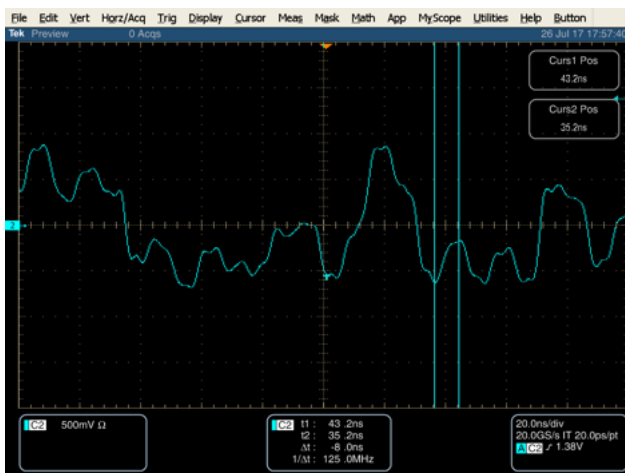 File Edit Vert Horz/Acq Trig Display Cursor Meas Mask Math App MyScope Utilities Help Button
Tek Preview 0 Acqs 26 Jul 17 17:57:40
Curs1 Pos
43.2ns
Curs2 Pos
35.2ns
2
C2 500mV Ω
C2 t1: 43.2ns
t2: 35.2ns
Δt: -8.0ns
1/Δt: 125.0MHz
20.0ns/div
20.0GS/s IT 20.0ps/pt
A C2 ∫ 1.38V